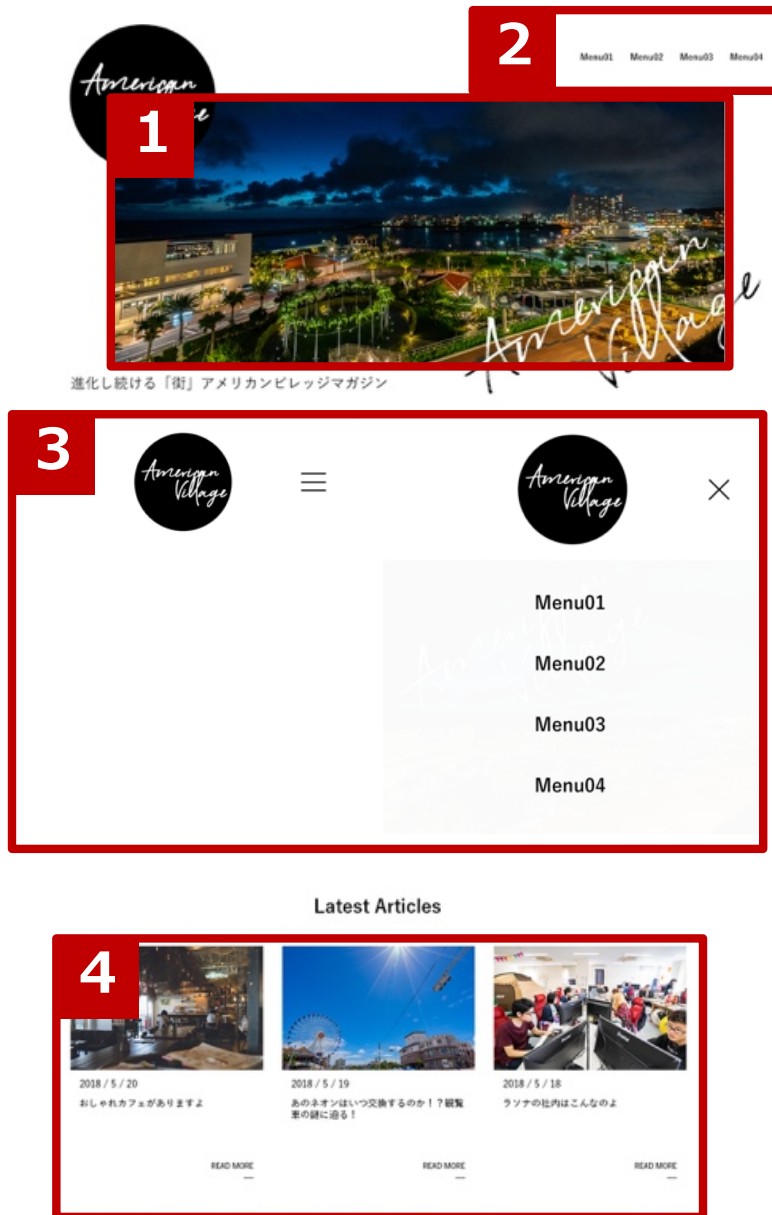 American
2
Menu01 Menu02 Menu03 Menu04
1
American
Village
進化し続ける「街」アメリカンビレッジマガジン
3
American
Village
American
Village
Menu01
American
Village
Menu02
Menu03
Menu04
Latest Articles
4
2018 / 5 / 20
おしゃれカフェがありますよ
READ MORE
2018 / 5 / 19
あのネオンはいつ交換するのか！？観覧
車の謎に迫る！
READ MORE
2018 / 5 / 18
ラソナの社内はこんなのよ
READ MORE